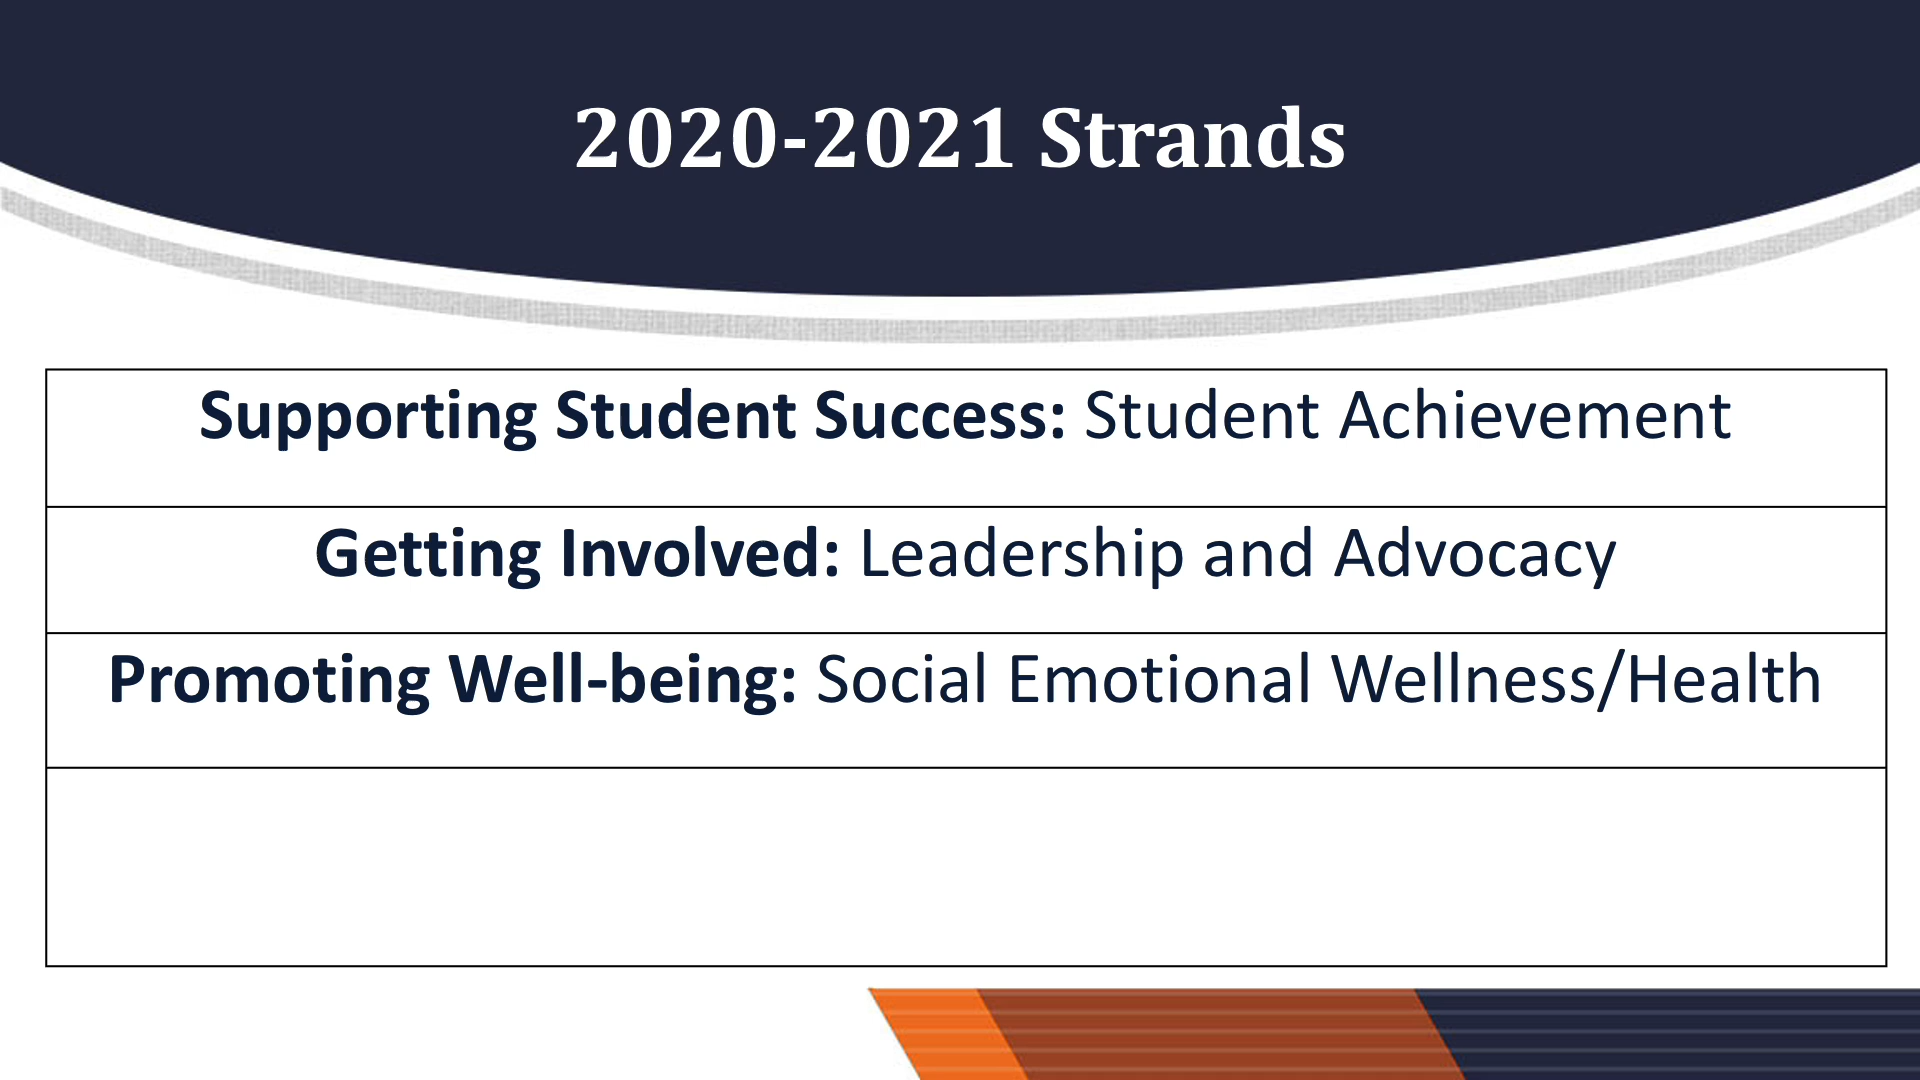 2020-2021 Strands
Supporting Student Success: Student Achievement
Getting Involved: Leadership and Advocacy
Promoting Well-being: Social Emotional Wellness/Health